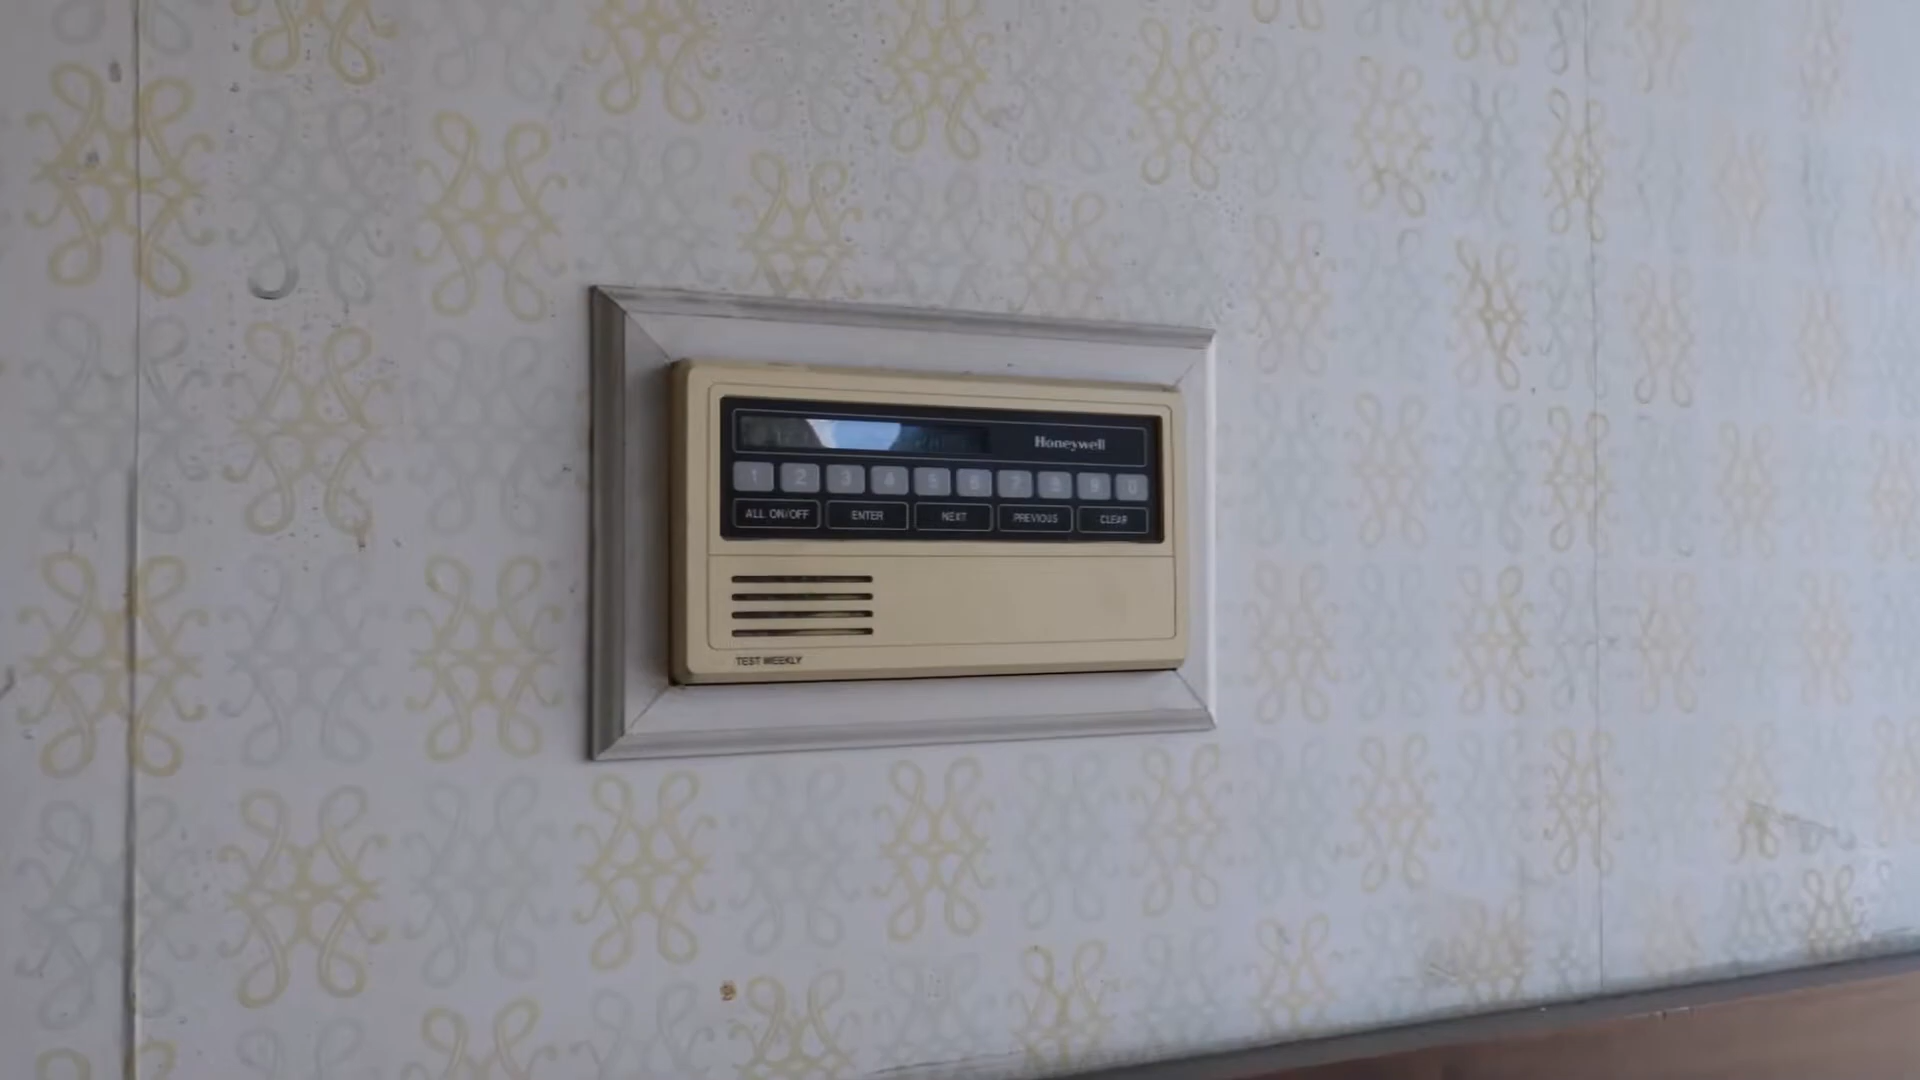 Honeywell
1 2 3 4 5 6 7 8 9 0
ALL ON/OFF ENTER NEXT PREVIOUS CLEAR
TEST WEEKLY